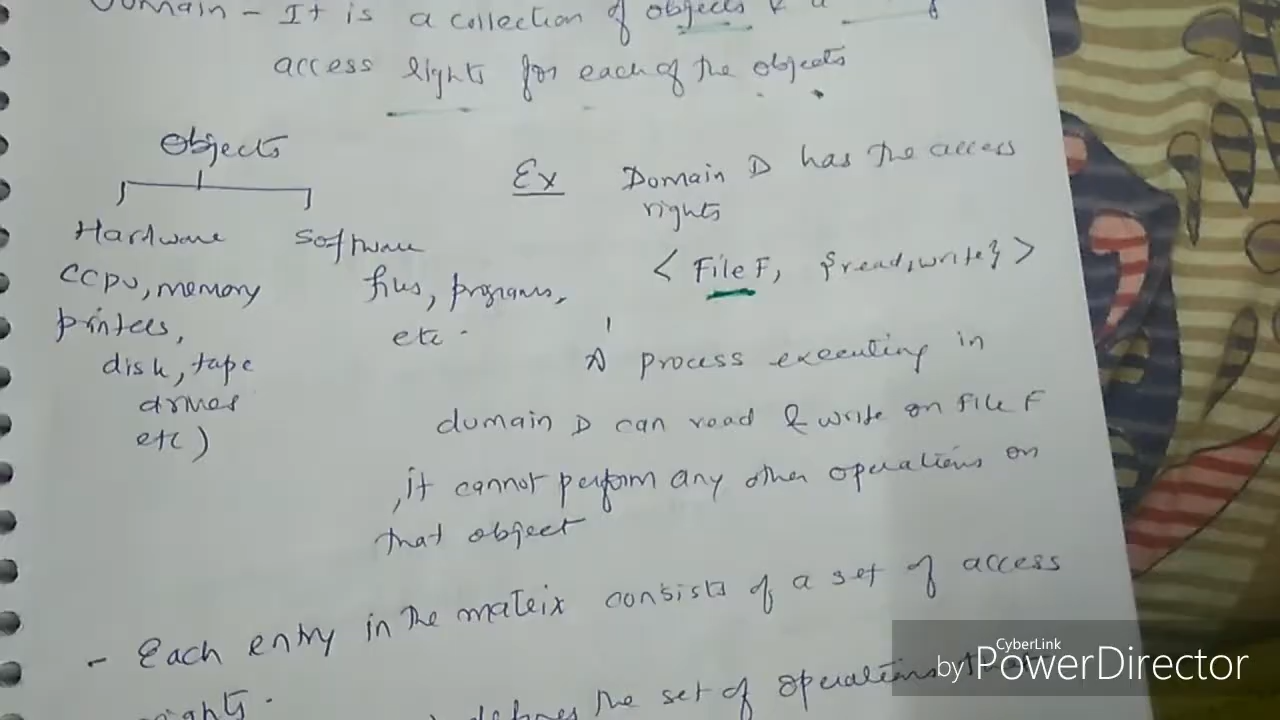 Domain - It is a collection of objects & a
access rights for each of the objects
Objects
Hardware
(CPU, memory
printers,
disk, tape
drives
etc)
Software
files, programs,
etc.
Ex Domain D has the access
rights
< File F, {read, write} >
A process executing in
domain D can read & write on File F
, it cannot perform any other operations on
that object
- Each entry in the matrix consists of a set of access
rights.
defines the set of operations that
CyberLink
by PowerDirector